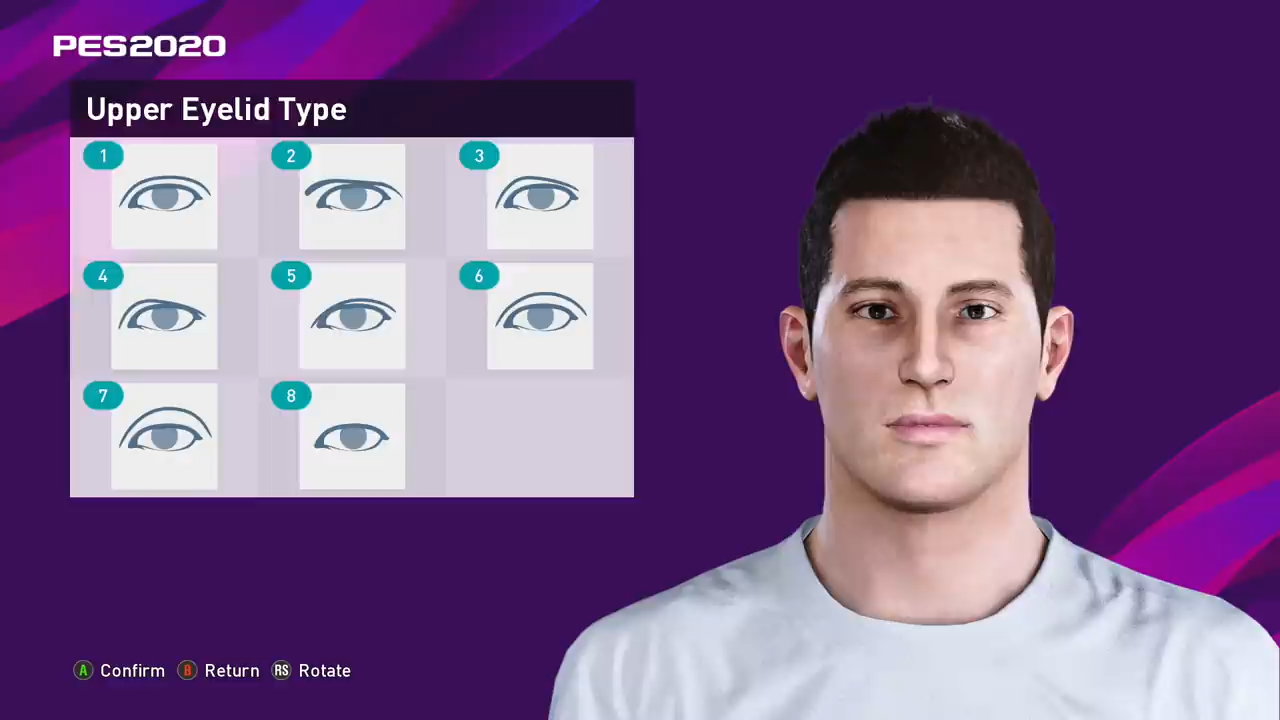 PES2020
Upper Eyelid Type
1 2 3
4 5 6
7 8
A Confirm B Return RS Rotate